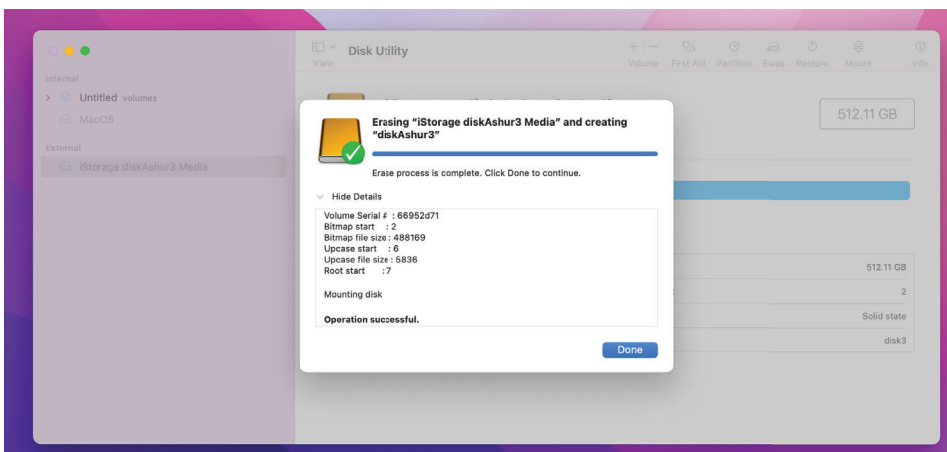 Disk Utility
View
Volume First Aid Partition Erase Restore Mount Info
Internal
Untitled volumes
MacOS
External
iStorage diskAshur3 Media
512.11 GB
Erasing "iStorage diskAshur3 Media" and creating
"diskAshur3"
Erase process is complete. Click Done to continue.
Hide Details
Volume Serial # : 66952d71
Bitmap start : 2
Bitmap file size : 488169
Upcase start : 6
Upcase file size : 5836
Root start : 7
Mounting disk
Operation successful.
Done
512.11 GB
2
Solid state
disk3